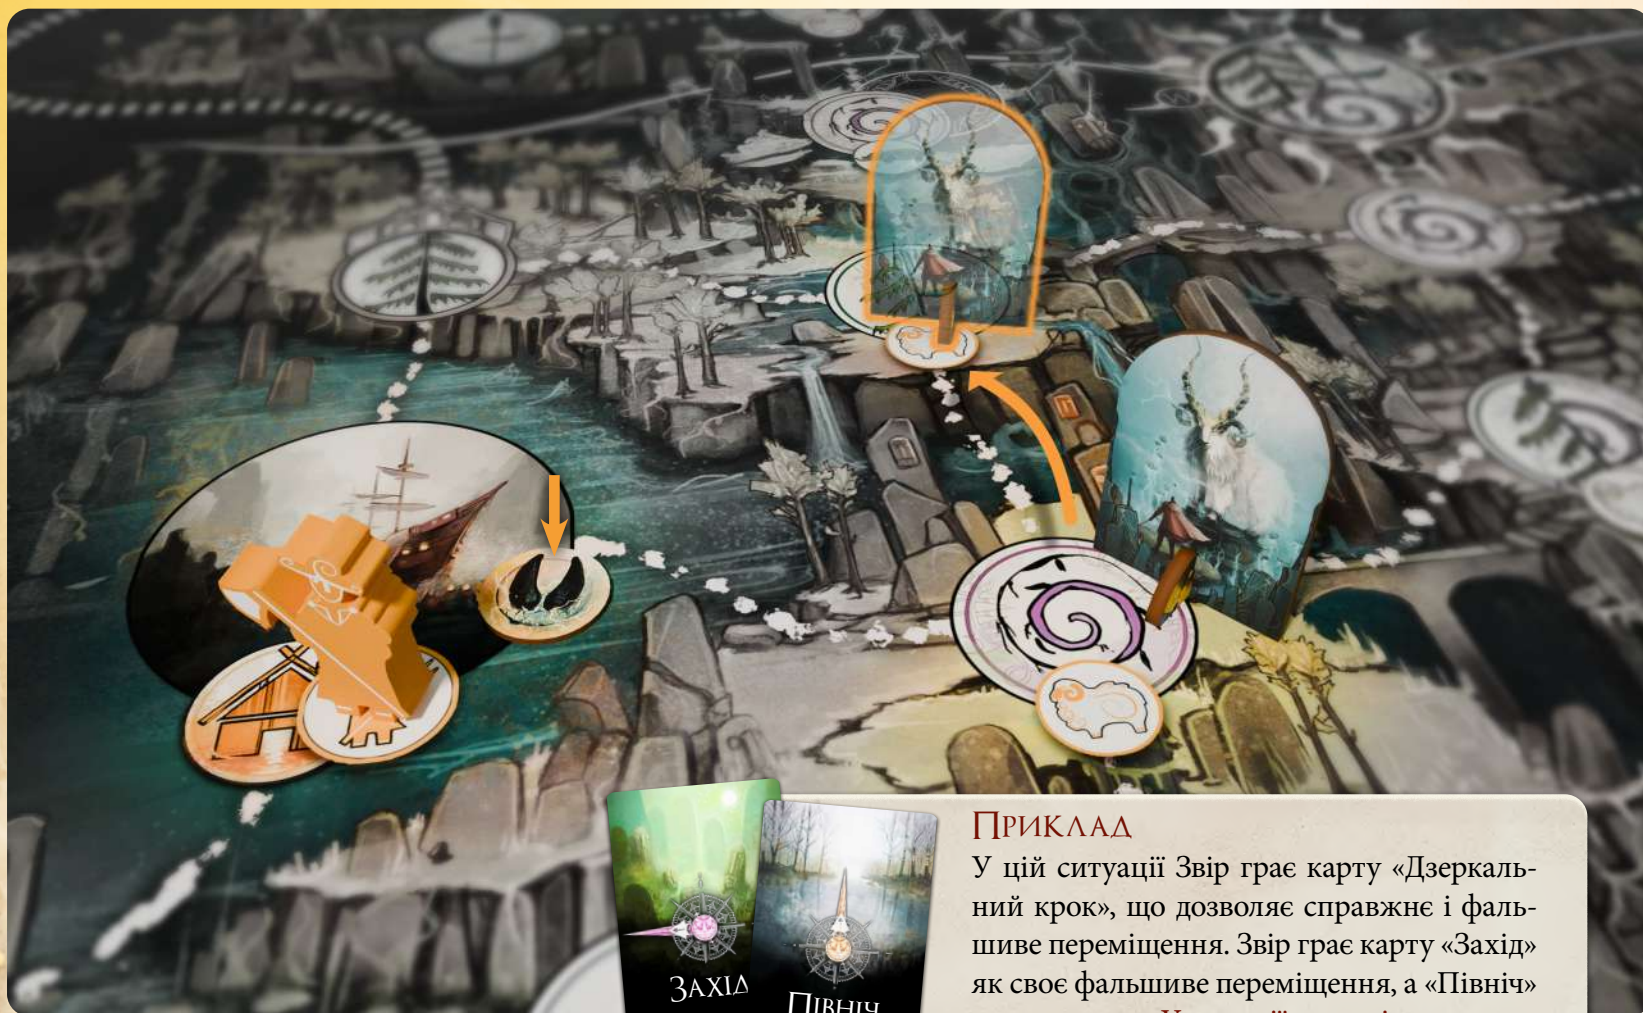 ПРИКЛАД
У цій ситуації Звір грає карту «Дзеркаль-
ний крок», що дозволяє справжнє і фаль-
шиве переміщення. Звір грає карту «Захід»
як своє фальшиве переміщення, а «Північ»
ЗАХІД
ПІВНІЧ